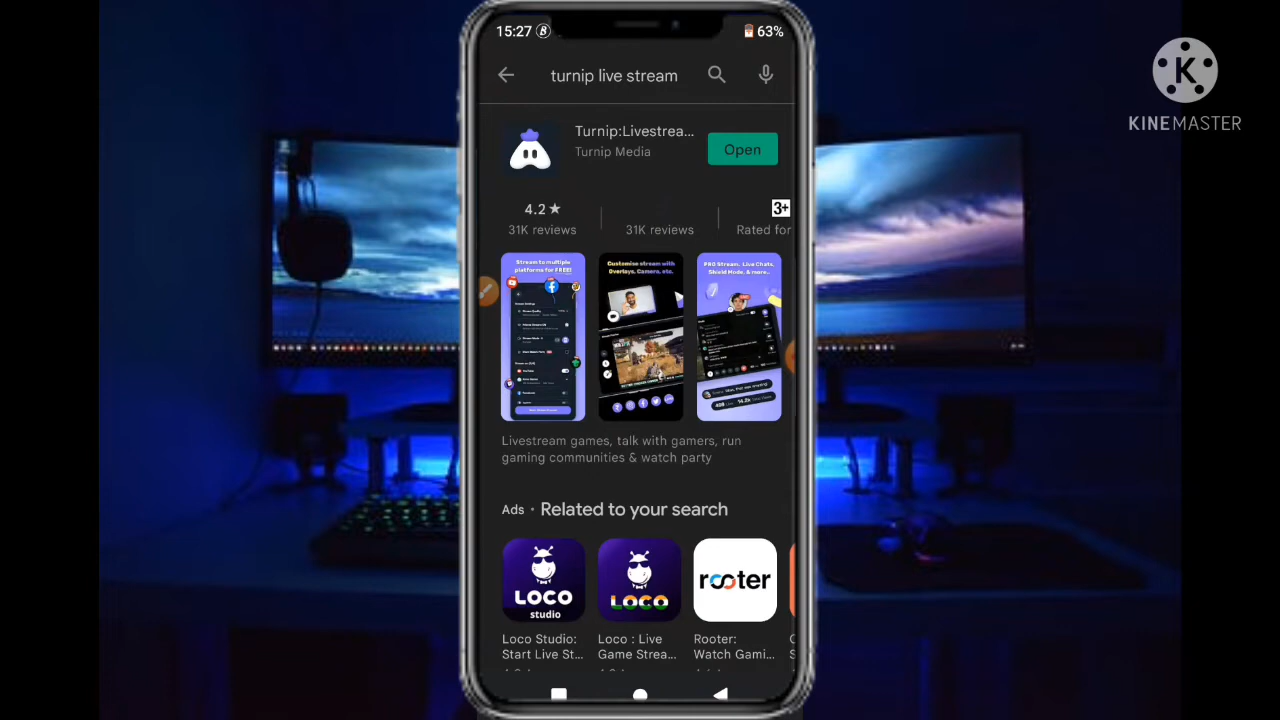 15:27
63%
KINEMASTER
turnip live stream
Turnip:Livestrea...
Turnip Media
Open
4.2★
31K reviews
31K reviews
3+
Rated for
Stream to multiple
platforms for FREE!
Customise stream with
Overlays, Camera, etc.
PRO Stream. Live Chats,
Shield Mode, & more..
Livestream games, talk with gamers, run
gaming communities & watch party
Ads • Related to your search
LOCO
studio
LOCO
rooter
Loco Studio:
Start Live St...
Loco : Live
Game Strea...
Rooter:
Watch Gami...